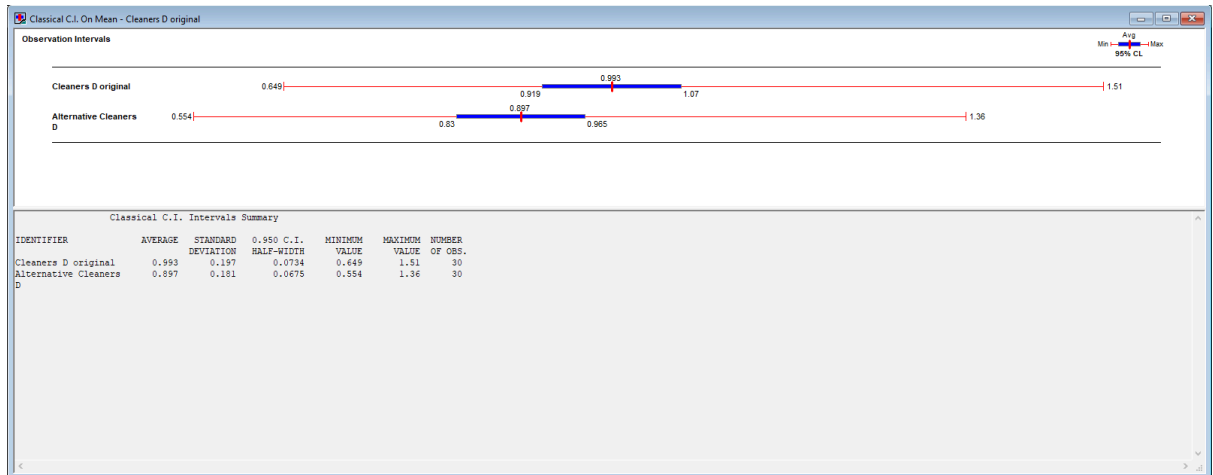 Classical C.I. On Mean - Cleaners D original
Observation Intervals
Avg
Min Max
95% CL
Cleaners D original 0.649 0.919 0.993 1.07 1.51
Alternative Cleaners D 0.554 0.83 0.897 0.965 1.36
Classical C.I. Intervals Summary
IDENTIFIER AVERAGE STANDARD 0.950 C.I. MINIMUM MAXIMUM NUMBER
DEVIATION HALF-WIDTH VALUE VALUE OF OBS.
Cleaners D original 0.993 0.197 0.0734 0.649 1.51 30
Alternative Cleaners 0.897 0.181 0.0675 0.554 1.36 30
D